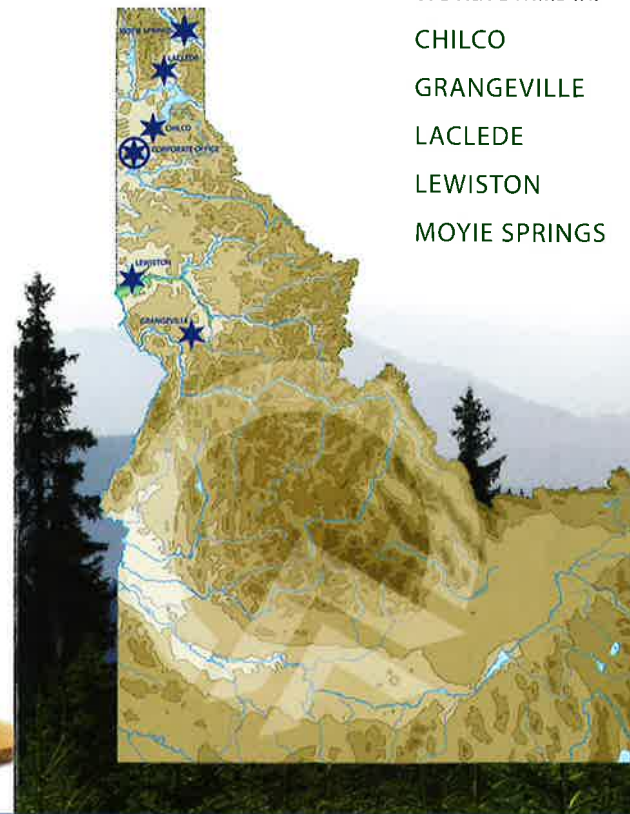 CHILCO
GRANGEVILLE
LACLEDE
LEWISTON
MOYIE SPRINGS
MOYIE SPRINGS
LACLEDE
CHILCO
CORPORATE OFFICE
LEWISTON
GRANGEVILLE